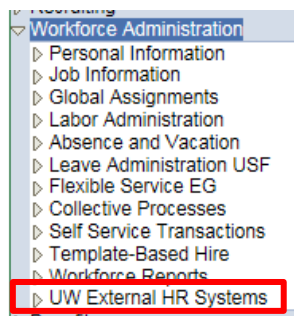 Recruiting
Workforce Administration
Personal Information
Job Information
Global Assignments
Labor Administration
Absence and Vacation
Leave Administration USF
Flexible Service EG
Collective Processes
Self Service Transactions
Template-Based Hire
Workforce Reports
UW External HR Systems